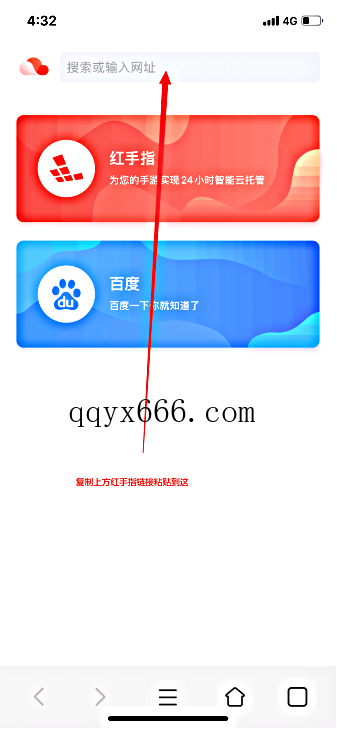 4:32
4G
搜索或输入网址
红手指
为您的手游实现24小时智能云托管
百度
du
百度一下你就知道了
qqyx666.com
复制上方红手指链接粘贴到这